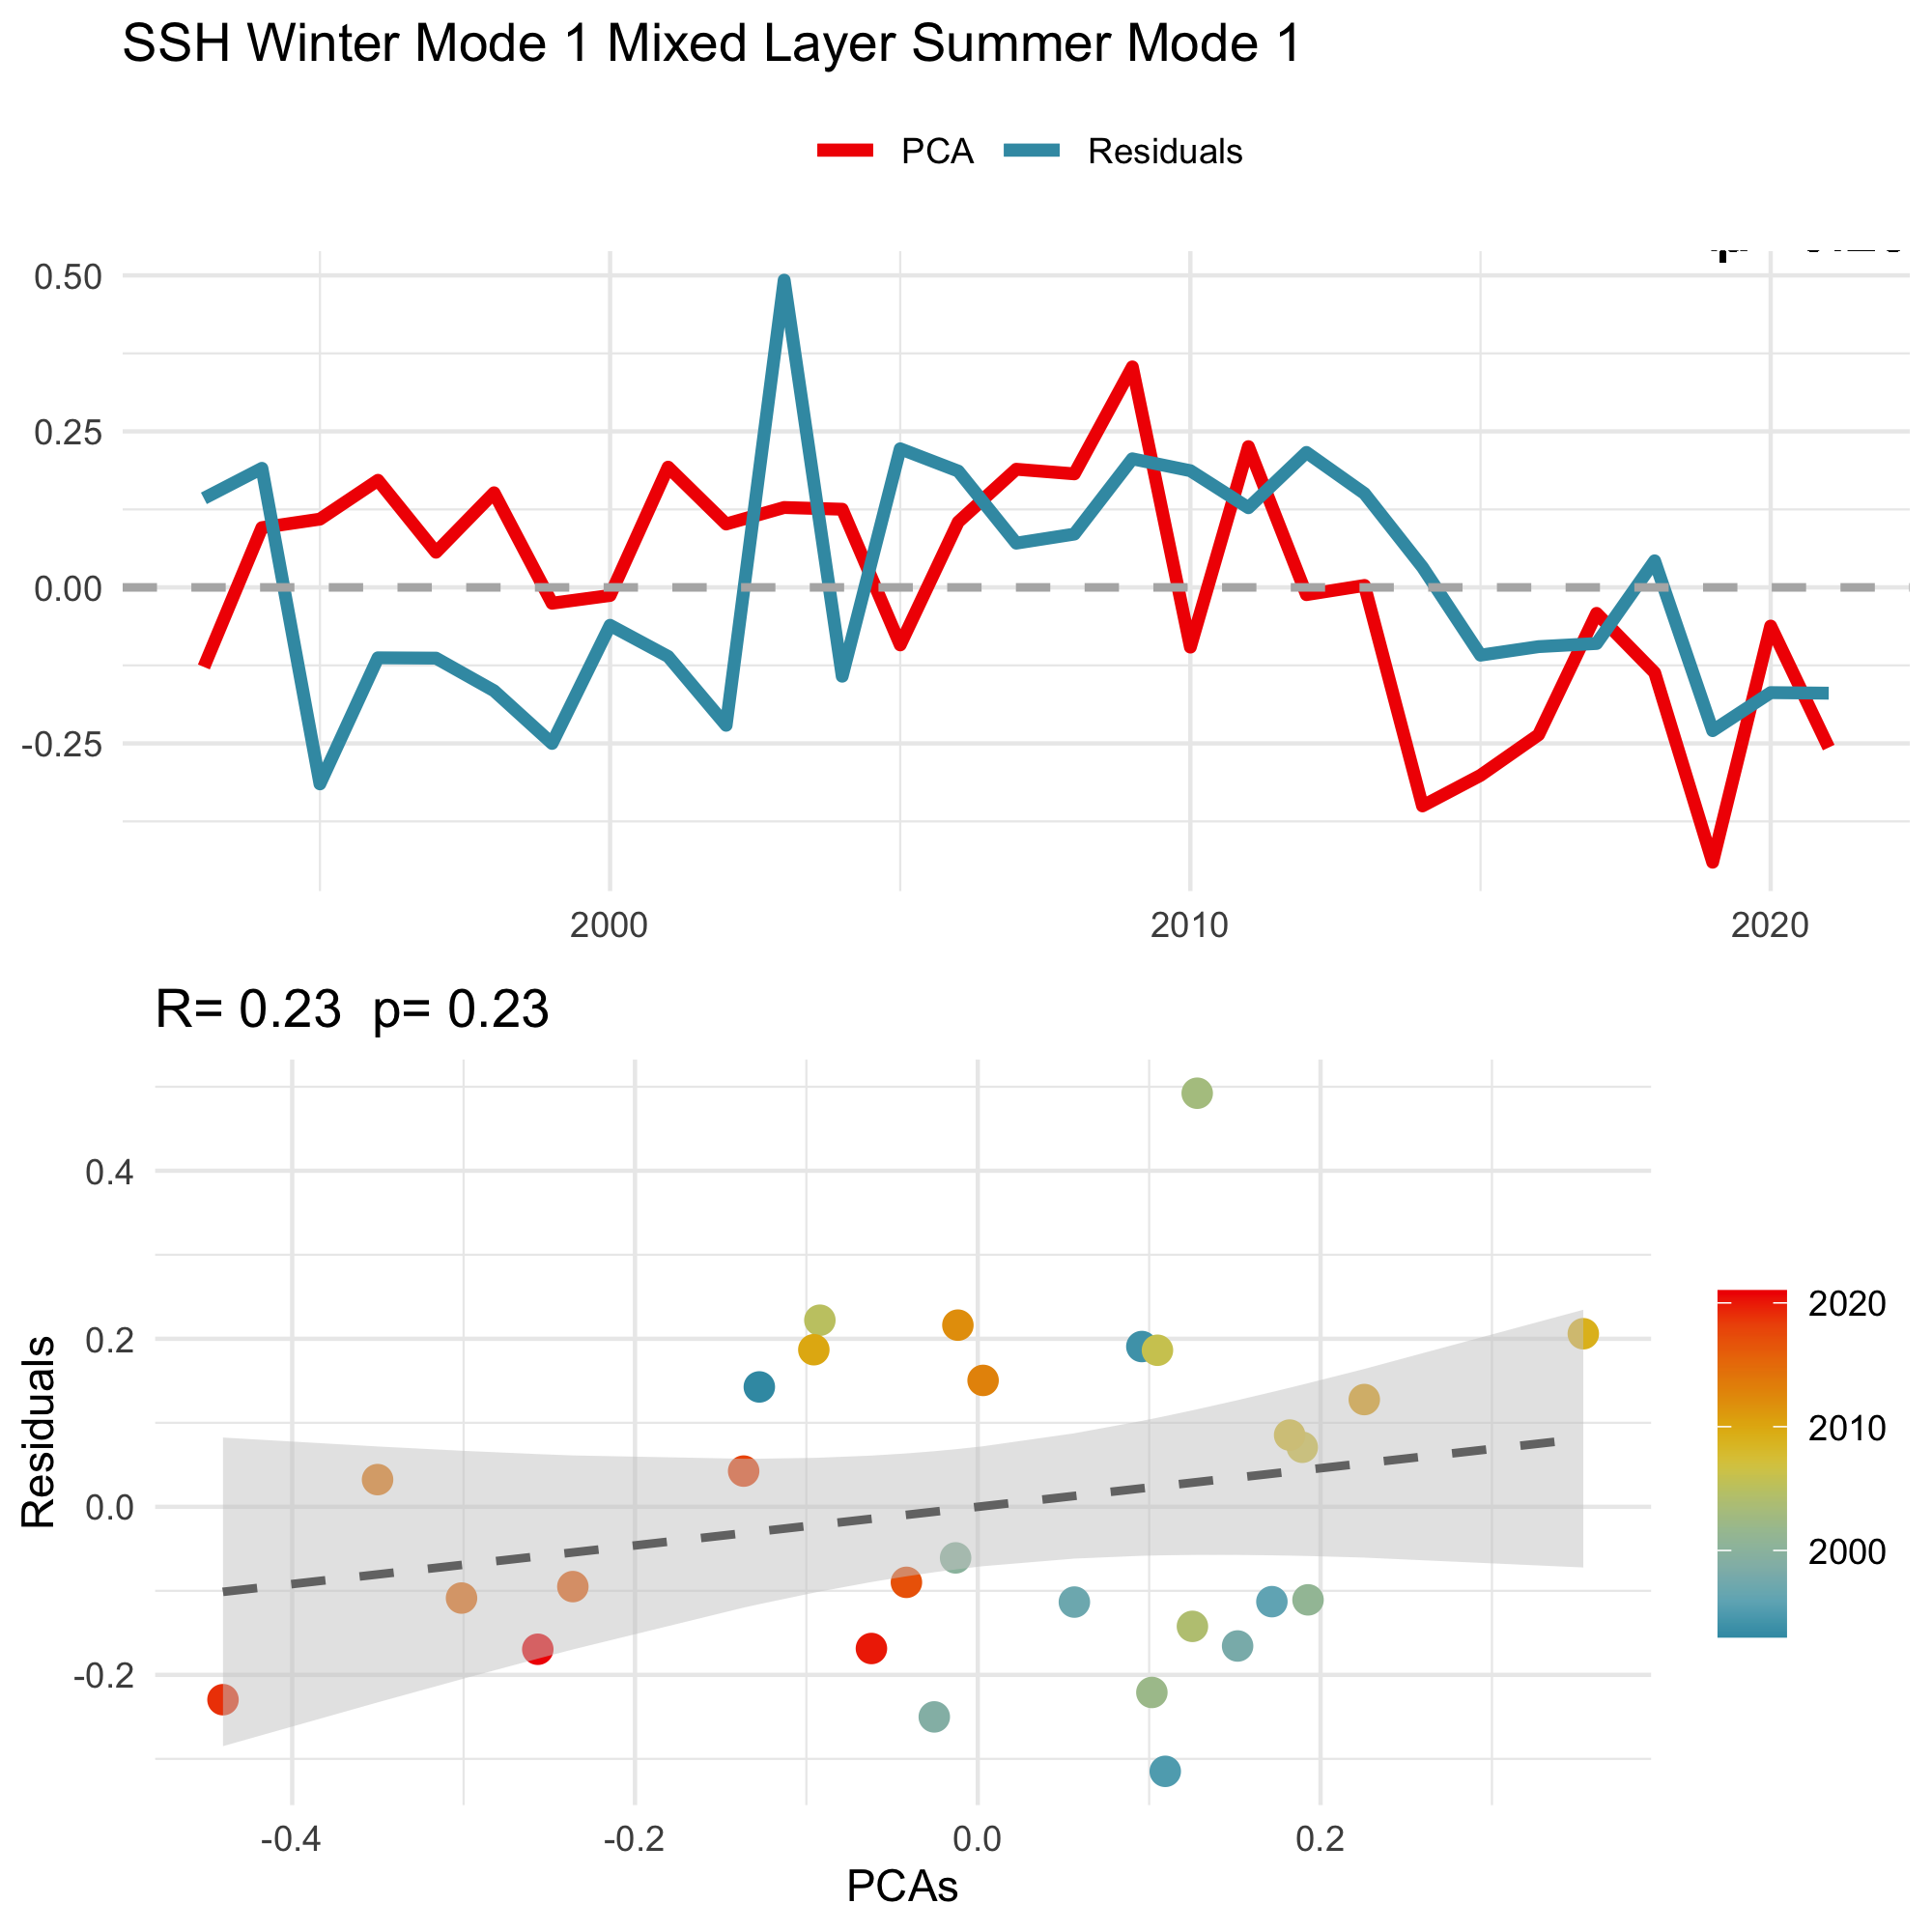 SSH Winter Mode 1 Mixed Layer Summer Mode 1
PCA Residuals
0.50
0.25
0.00
-0.25
2000 2010 2020
R= 0.23 p= 0.23
Residuals
0.4
0.2
0.0
-0.2
-0.4 -0.2 0.0 0.2
PCAs
2020
2010
2000